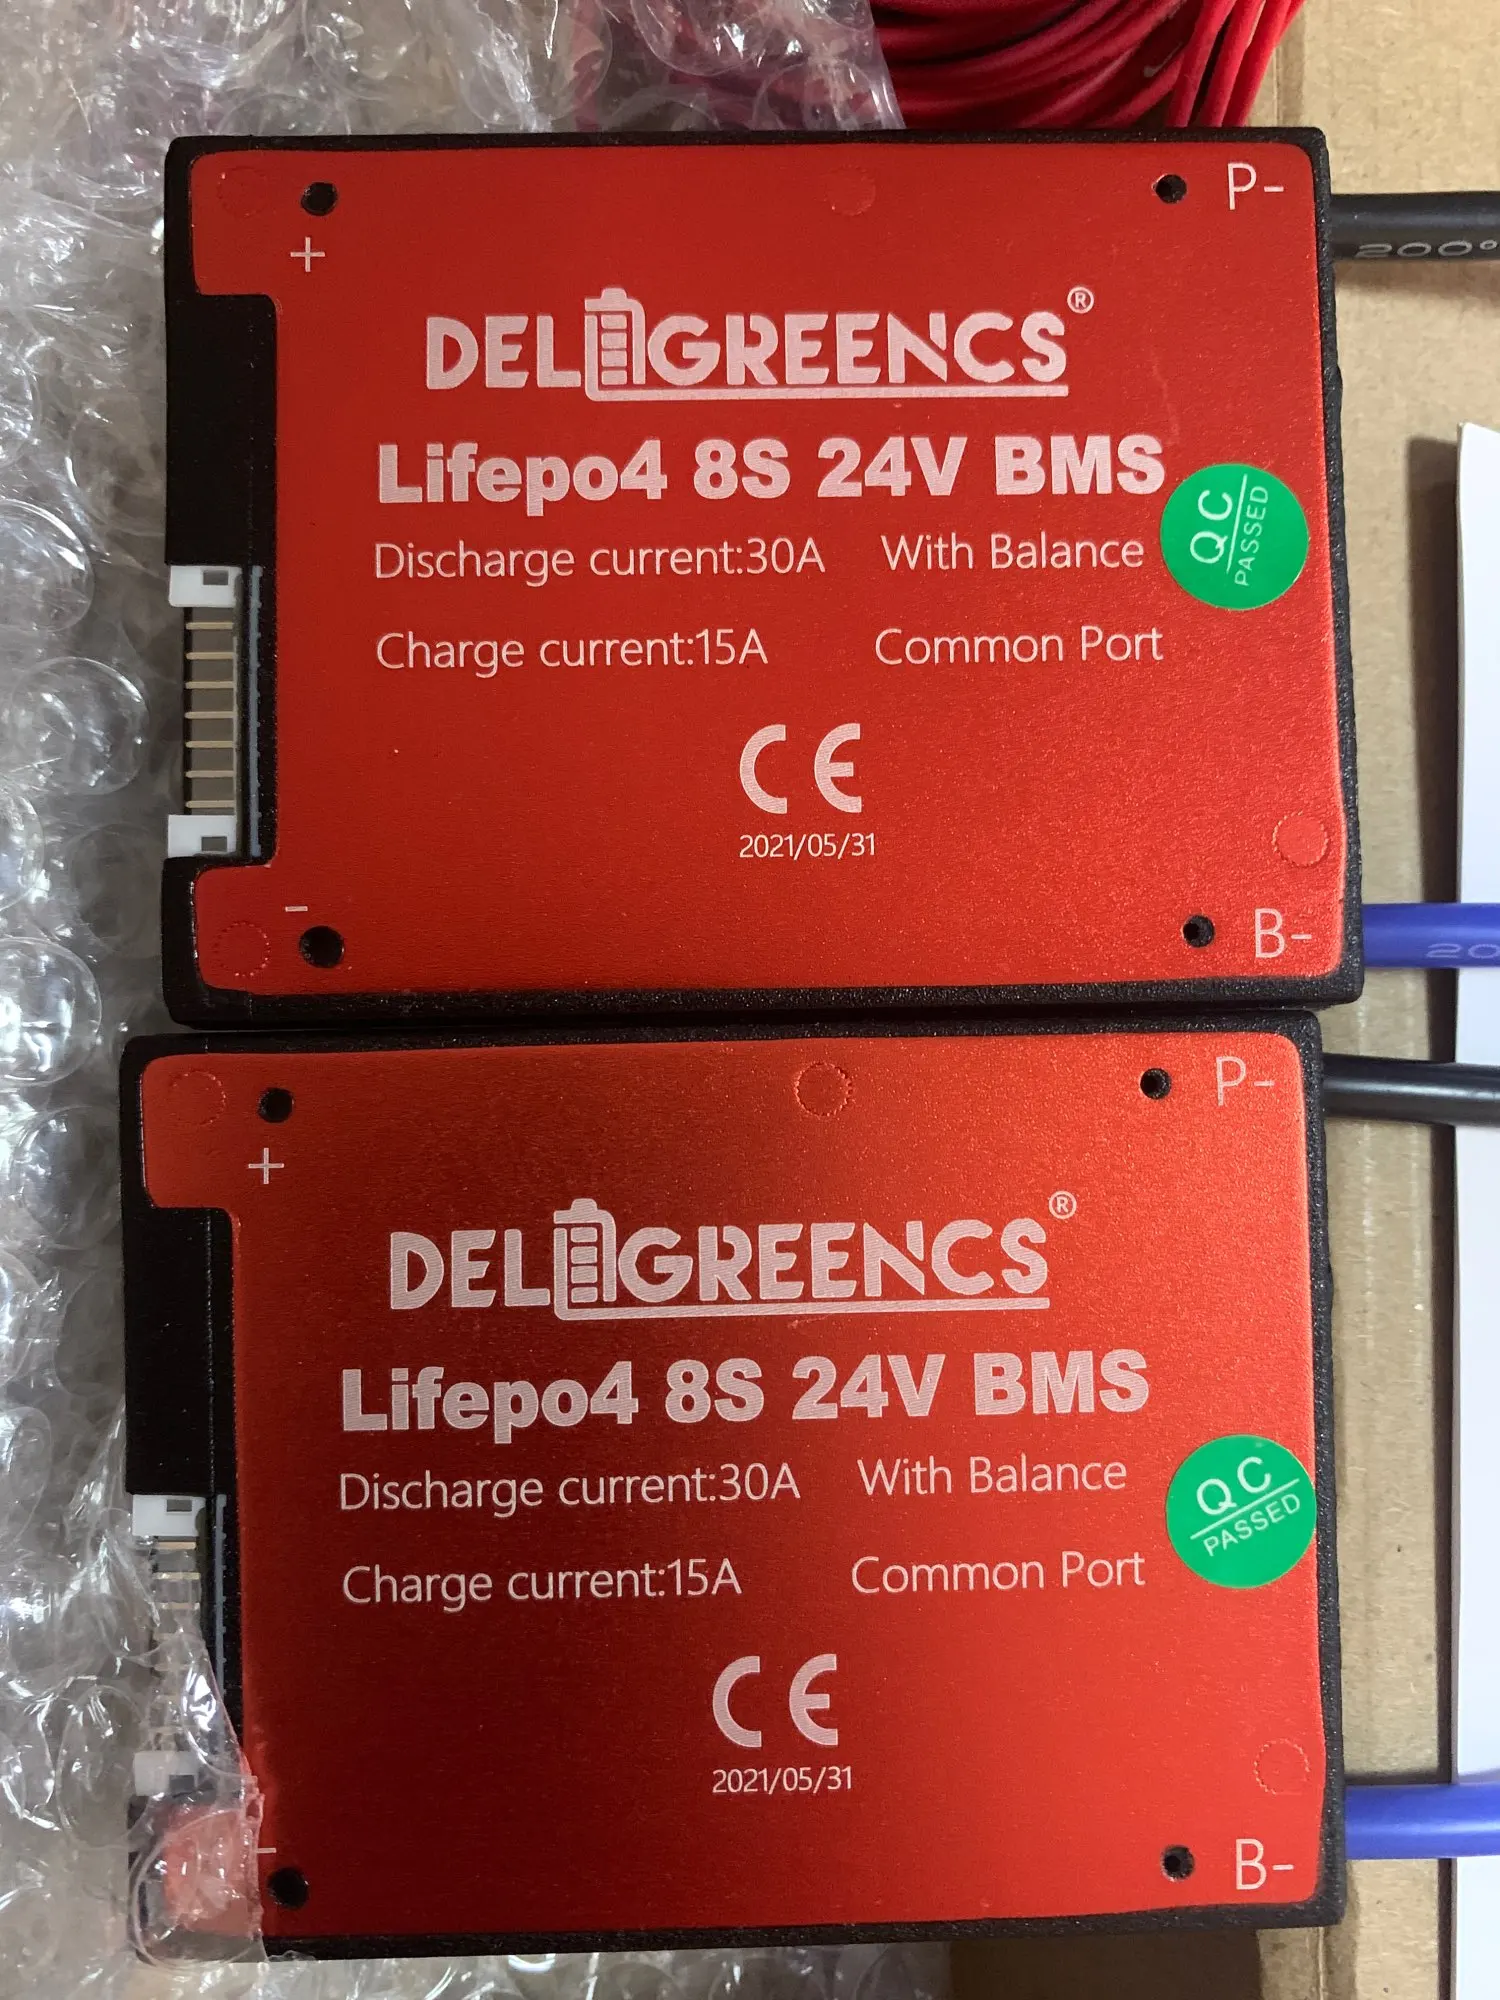 +
P-
200°
DELIGREENCS®
Lifepo4 8S 24V BMS
Discharge current:30A With Balance
QC
PASSED
Charge current:15A Common Port
CE
2021/05/31
-
B-
20
+
P-
DELIGREENCS®
Lifepo4 8S 24V BMS
Discharge current:30A With Balance
QC
PASSED
Charge current:15A Common Port
CE
2021/05/31
-
B-